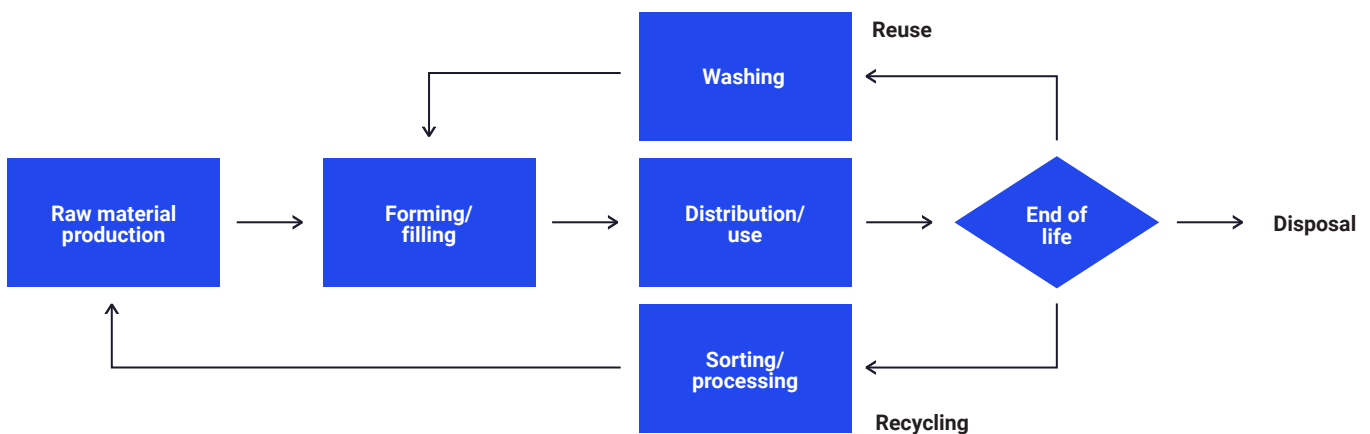 Reuse
Washing
Raw material
production
Forming/
filling
Distribution/
use
End of
life
Disposal
Sorting/
processing
Recycling